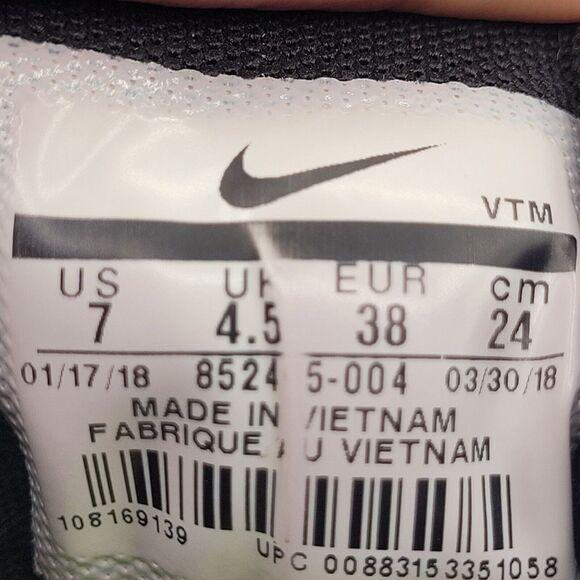 VTM
US UK EUR cm
7 4.5 38 24
01/17/18 8524 5-004 03/30/18
MADE IN VIETNAM
FABRIQUE AU VIETNAM
108169139
UPC 00883153351058